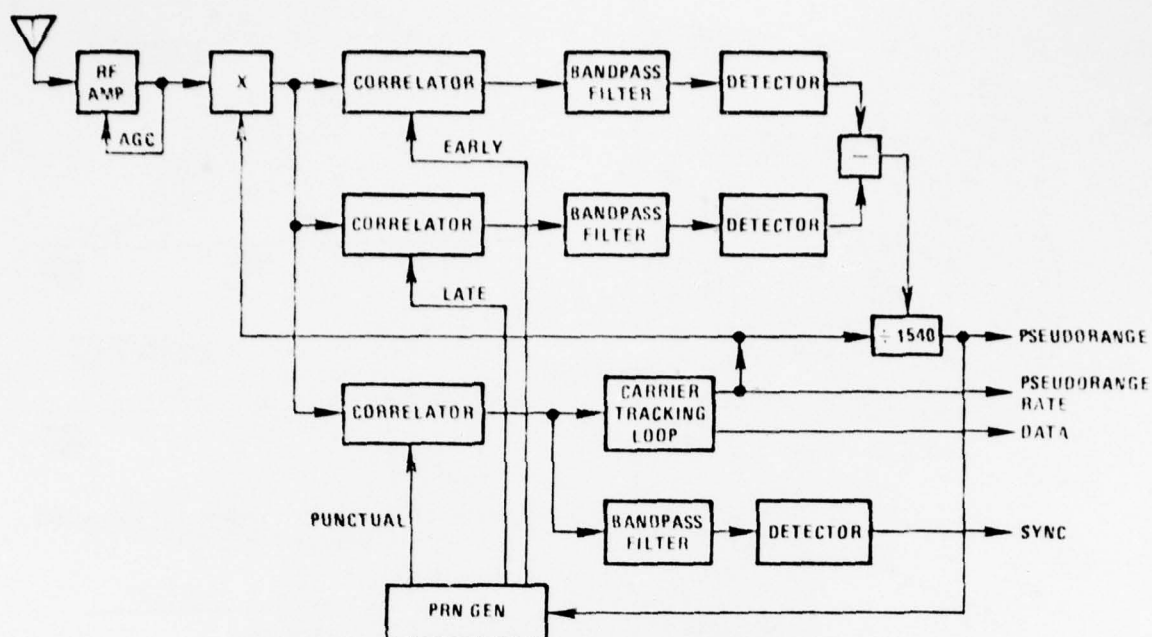 RF
AMP
AGC
X
CORRELATOR
BANDPASS
FILTER
DETECTOR
EARLY
−
CORRELATOR
BANDPASS
FILTER
DETECTOR
LATE
÷ 1540
PSEUDORANGE
CORRELATOR
CARRIER
TRACKING
LOOP
PSEUDORANGE
RATE
DATA
PUNCTUAL
BANDPASS
FILTER
DETECTOR
SYNC
PRN GEN